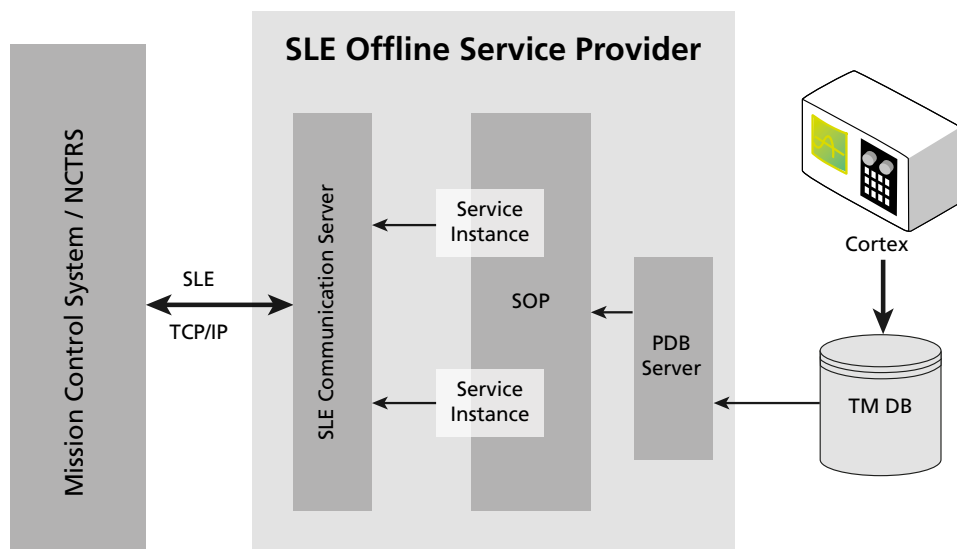 SLE Offline Service Provider
Mission Control System / NCTRS
SLE
TCP/IP
SLE Communication Server
Service
Instance
SOP
Service
Instance
PDB
Server
Cortex
TM DB